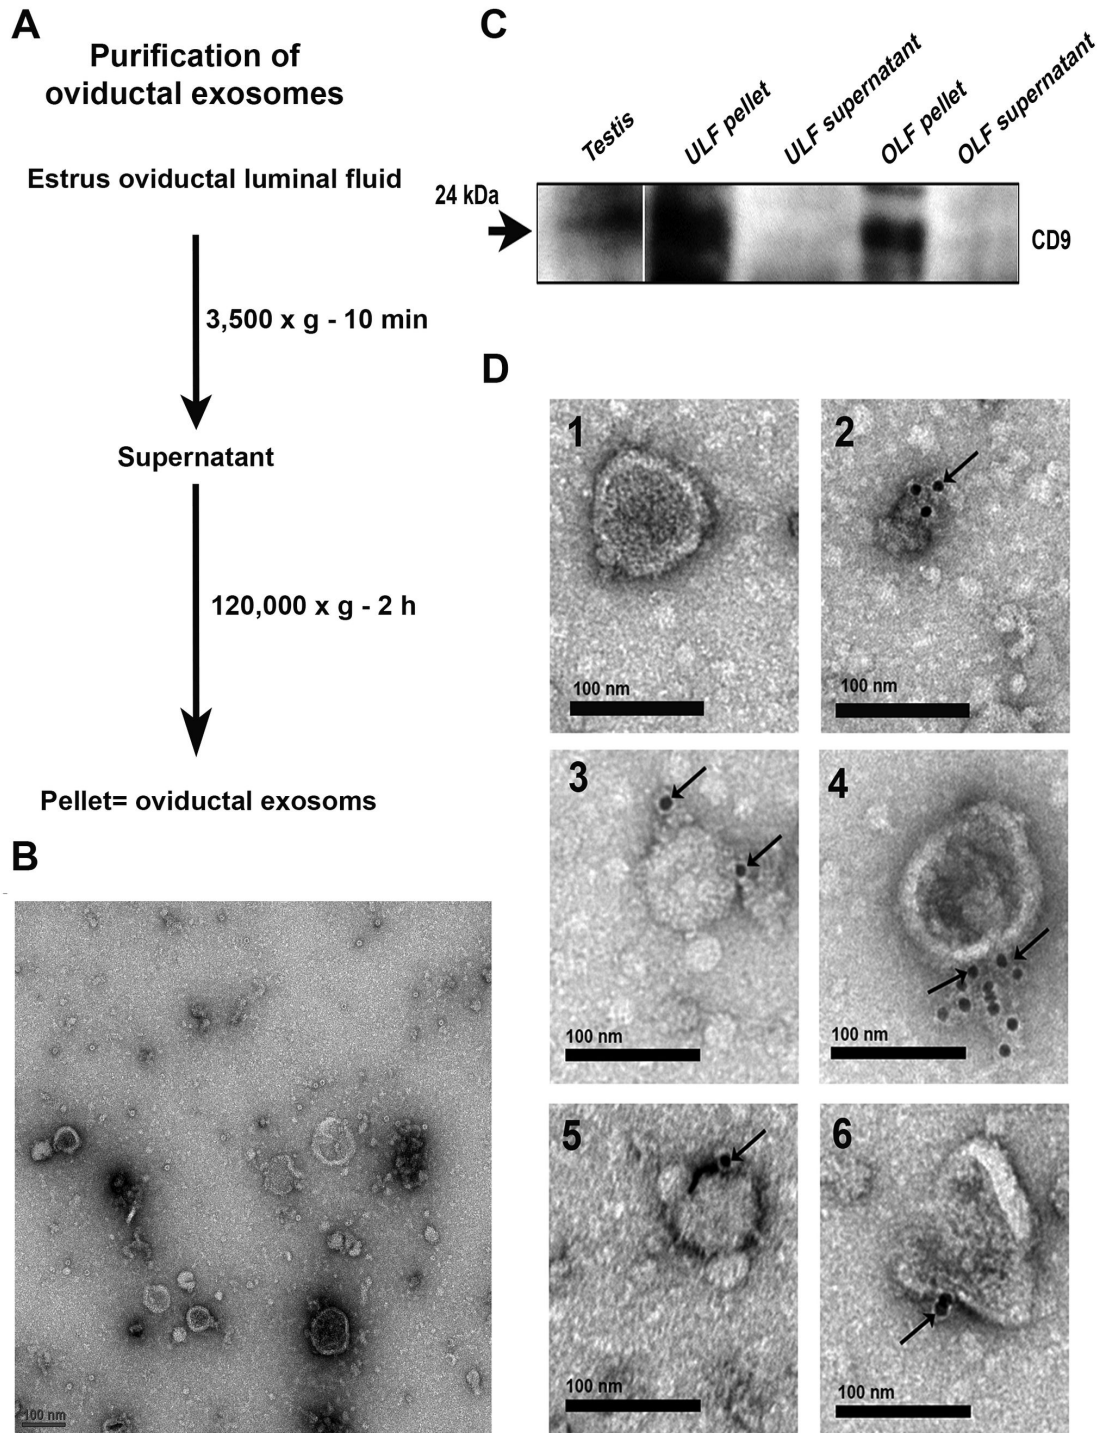 A
Purification of
oviductal exosomes
Estrus oviductal luminal fluid
3,500 x g - 10 min
Supernatant
120,000 x g - 2 h
Pellet= oviductal exosoms
B
100 nm
C
Testis
ULF pellet
ULF supernatant
OLF pellet
OLF supernatant
24 kDa
CD9
D
1
100 nm
2
100 nm
3
100 nm
4
100 nm
5
100 nm
6
100 nm